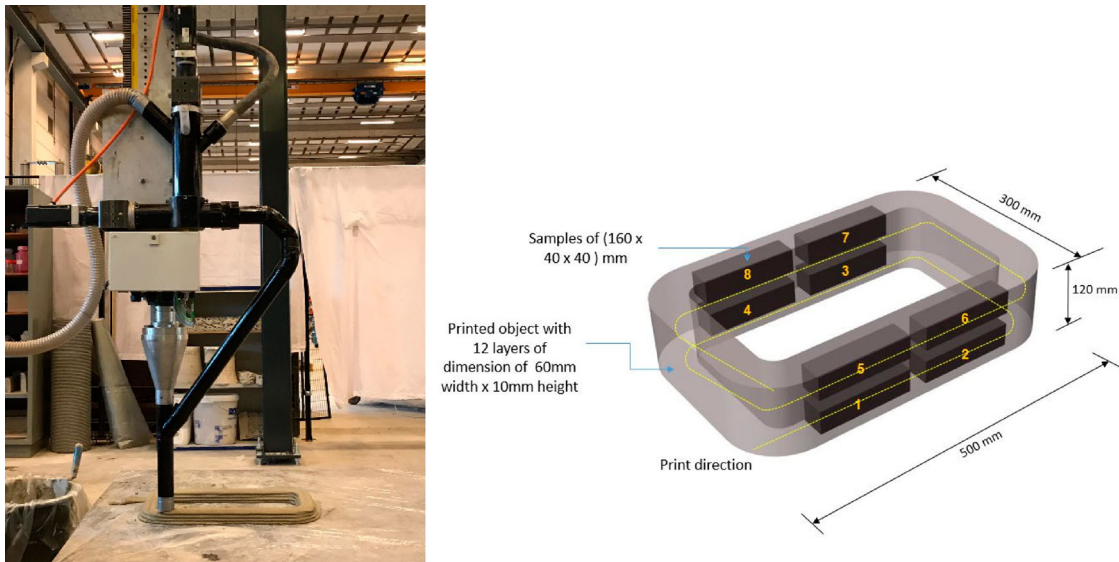 Samples of (160 x
40 x 40 ) mm
Printed object with
12 layers of
dimension of 60mm
width x 10mm height
Print direction
300 mm
120 mm
500 mm
7
8
3
4
6
5
2
1